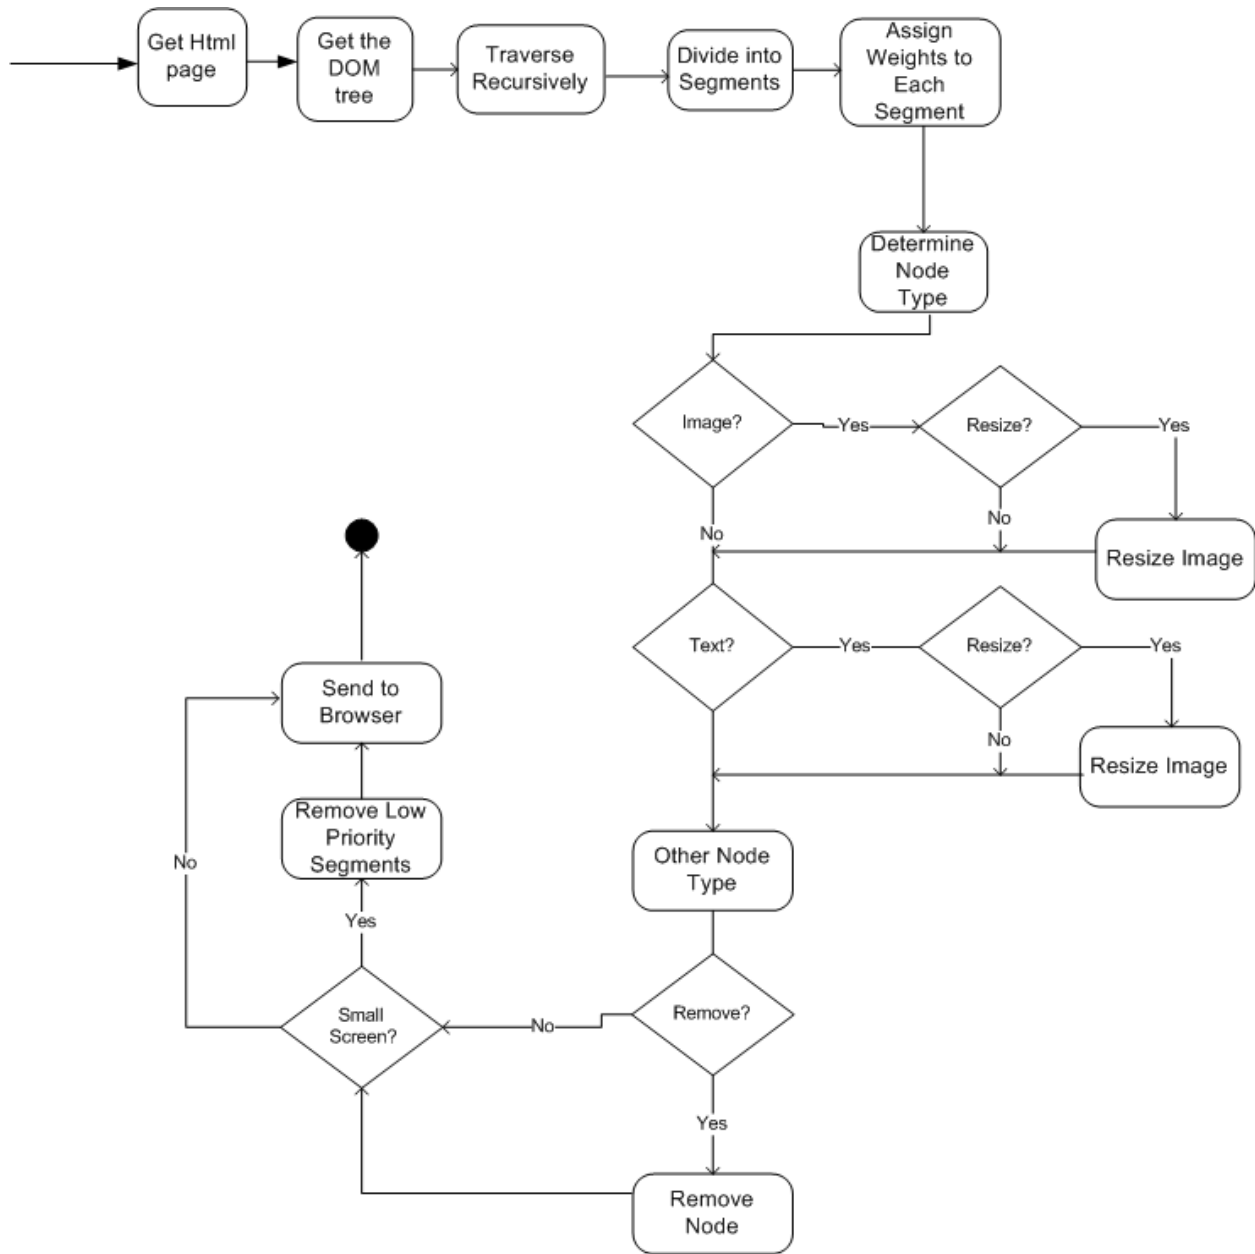 Get Html
page
Get the
DOM
tree
Traverse
Recursively
Divide into
Segments
Assign
Weights to
Each
Segment
Determine
Node
Type
Image?
Yes
Resize?
Yes
No
No
Resize Image
Text?
Yes
Resize?
Yes
No
Resize Image
Other Node
Type
Remove?
No
Yes
Remove
Node
Small
Screen?
Yes
No
Remove Low
Priority
Segments
Send to
Browser